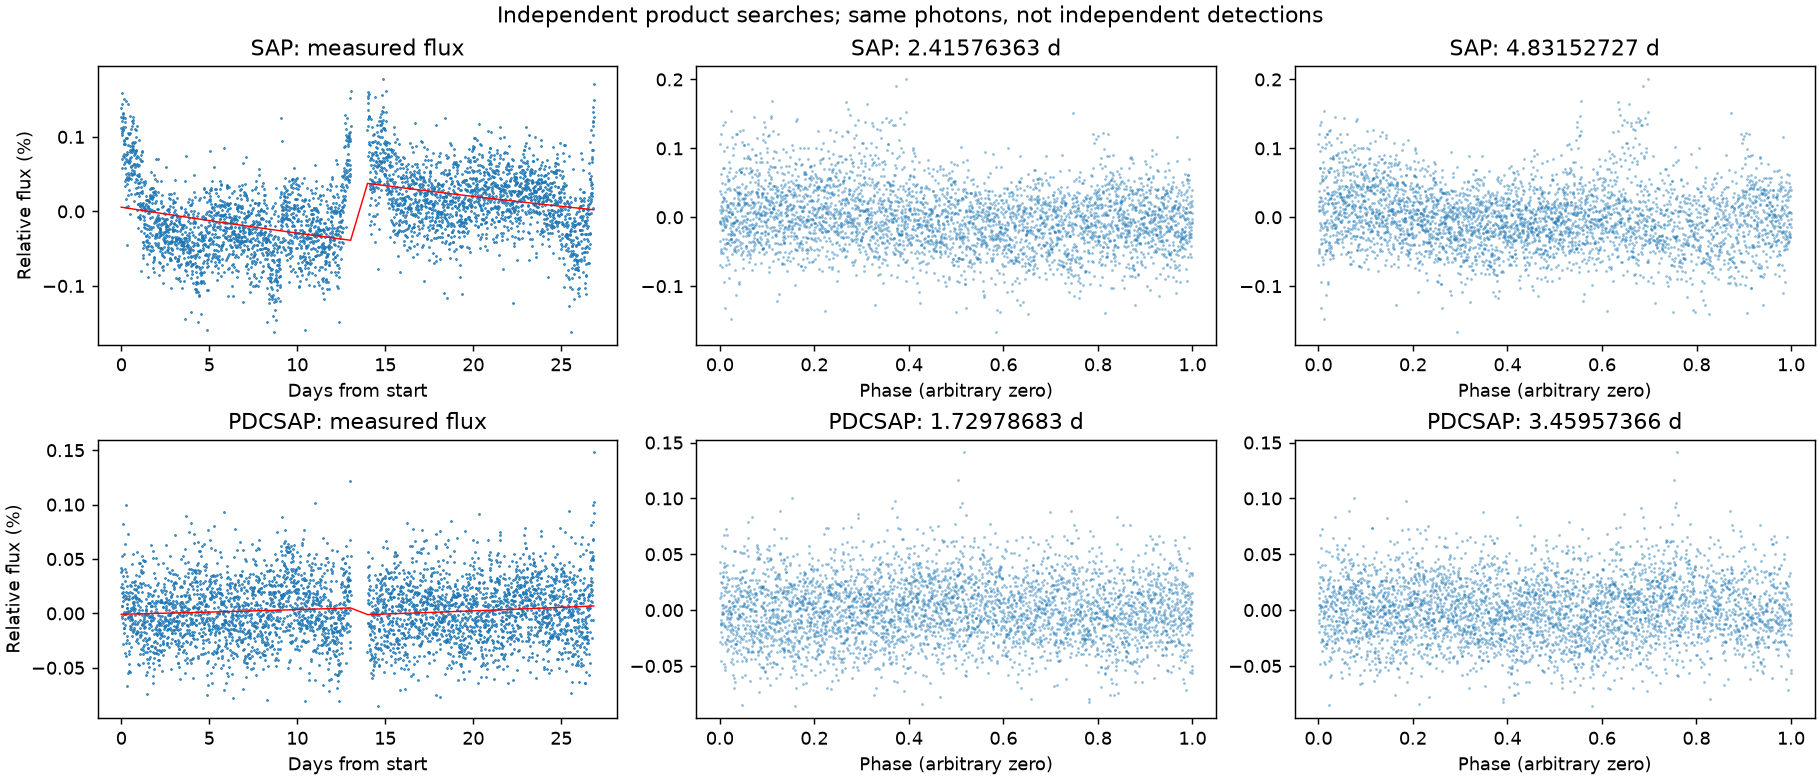 Independent product searches; same photons, not independent detections
SAP: measured flux
SAP: 2.41576363 d
SAP: 4.83152727 d
Relative flux (%)
0.1
0.0
−0.1
0 5 10 15 20 25
Days from start
0.2
0.1
0.0
−0.1
0.0 0.2 0.4 0.6 0.8 1.0
Phase (arbitrary zero)
0.2
0.1
0.0
−0.1
0.0 0.2 0.4 0.6 0.8 1.0
Phase (arbitrary zero)
PDCSAP: measured flux
PDCSAP: 1.72978683 d
PDCSAP: 3.45957366 d
Relative flux (%)
0.15
0.10
0.05
0.00
−0.05
0 5 10 15 20 25
Days from start
0.15
0.10
0.05
0.00
−0.05
0.0 0.2 0.4 0.6 0.8 1.0
Phase (arbitrary zero)
0.15
0.10
0.05
0.00
−0.05
0.0 0.2 0.4 0.6 0.8 1.0
Phase (arbitrary zero)